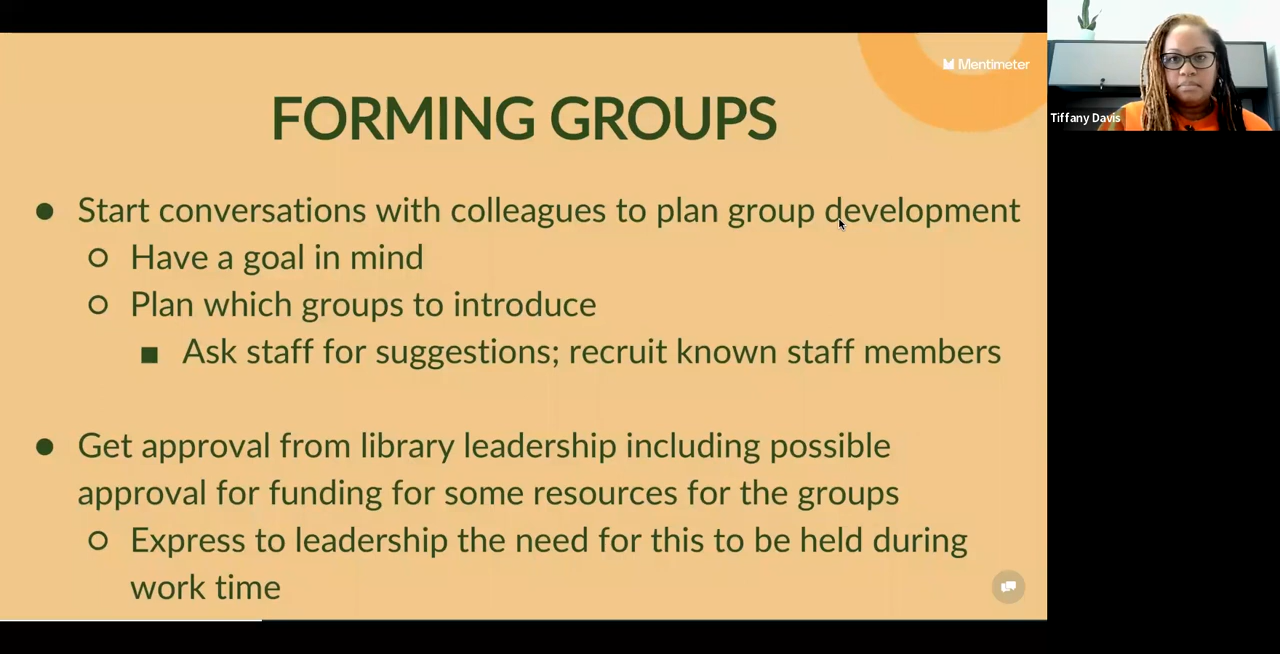 Mentimeter
FORMING GROUPS
Start conversations with colleagues to plan group development
Have a goal in mind
Plan which groups to introduce
Ask staff for suggestions; recruit known staff members
Get approval from library leadership including possible
approval for funding for some resources for the groups
Express to leadership the need for this to be held during
work time
Tiffany Davis